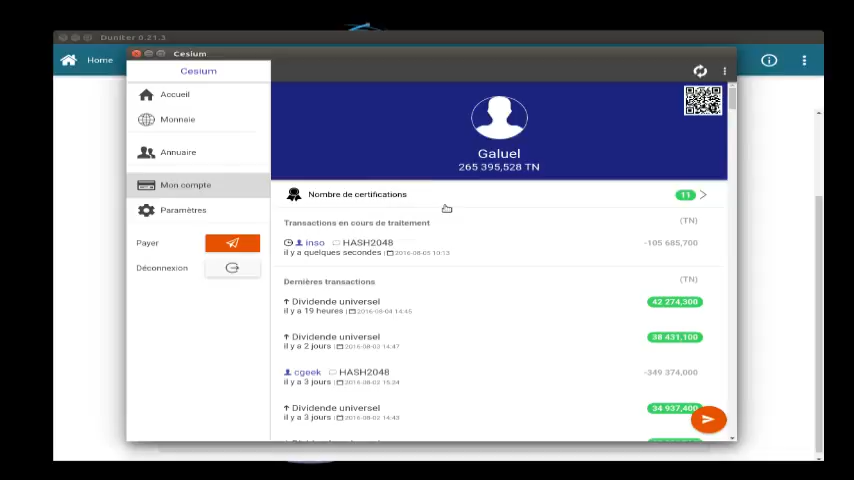 Duniter 0.21.3
Home
Cesium
Cesium
Accueil
Monnaie
Annuaire
Mon compte
Paramètres
Payer
Déconnexion
Galuel
265 395,528 TN
Nombre de certifications 11
Transactions en cours de traitement (TN)
inso HASH2048 -105 685,700
il y a quelques secondes | 2016-08-05 10:13
Dernières transactions (TN)
Dividende universel 42 274,300
il y a 19 heures | 2016-08-04 14:45
Dividende universel 38 431,100
il y a 2 jours | 2016-08-03 14:47
cgeek HASH2048 -349 374,000
il y a 3 jours | 2016-08-02 15:24
Dividende universel 34 937,400
il y a 3 jours | 2016-08-02 14:43